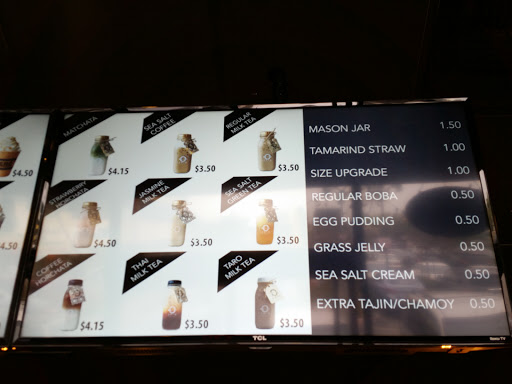 $4.50
MATCHATA
$4.15
SEA SALT
COFFEE
$3.50
REGULAR
MILK TEA
$3.50
$4.50
STRAWBERRY
HORCHATA
$4.50
JASMINE
MILK TEA
$3.50
SEA SALT
GREEN TEA
$3.50
COFFEE
HORCHATA
$4.15
THAI
MILK TEA
$3.50
TARO
MILK TEA
$3.50
MASON JAR 1.50
TAMARIND STRAW 1.00
SIZE UPGRADE 1.00
REGULAR BOBA 0.50
EGG PUDDING 0.50
GRASS JELLY 0.50
SEA SALT CREAM 0.50
EXTRA TAJIN/CHAMOY 0.50
TCL
Roku TV